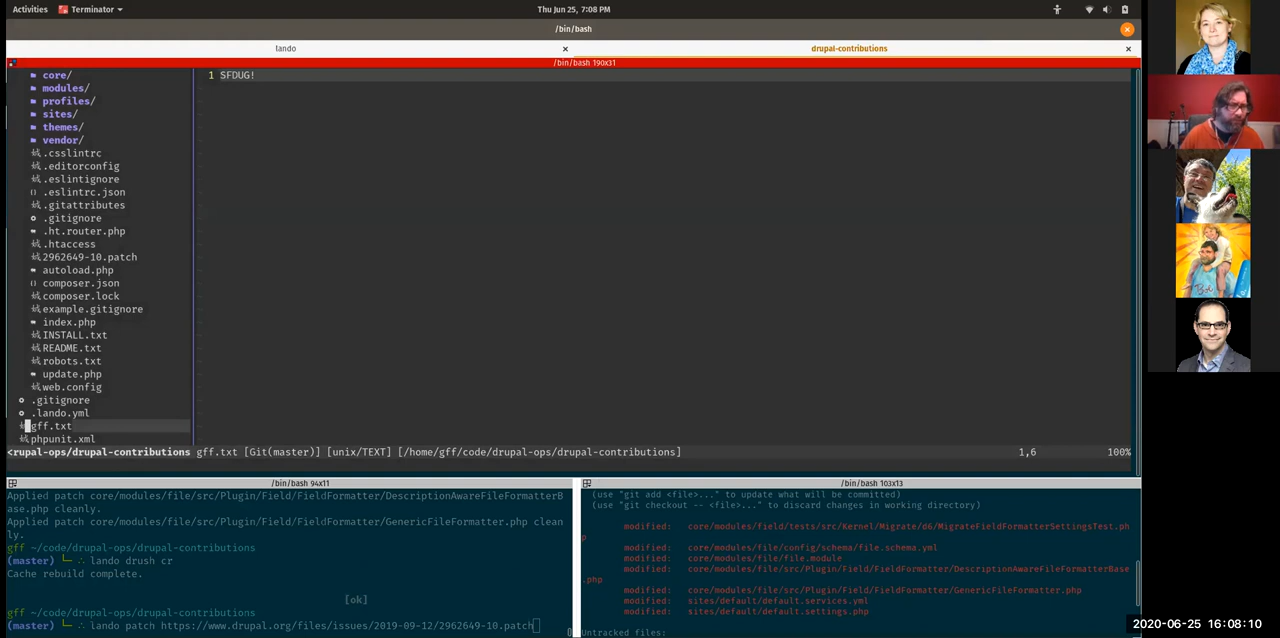 Activities Terminator Thu Jun 25, 7:08 PM
/bin/bash
lando drupal-contributions
/bin/bash 190x31
core/
modules/
profiles/
sites/
themes/
vendor/
.csslintrc
.editorconfig
.eslintignore
.eslintrc.json
.gitattributes
.gitignore
.ht.router.php
.htaccess
2962649-10.patch
autoload.php
composer.json
composer.lock
example.gitignore
index.php
INSTALL.txt
README.txt
robots.txt
update.php
web.config
.gitignore
.lando.yml
gff.txt
phpunit.xml
1 SFDUG!
<rupal-ops/drupal-contributions gff.txt [Git(master)] [unix/TEXT] [/home/gff/code/drupal-ops/drupal-contributions] 1,6 100%
/bin/bash 94x11
Applied patch core/modules/file/src/Plugin/Field/FieldFormatter/DescriptionAwareFileFormatterB
ase.php cleanly.
Applied patch core/modules/file/src/Plugin/Field/FieldFormatter/GenericFileFormatter.php clean
ly.
gff ~/code/drupal-ops/drupal-contributions
(master) └─ ∴ lando drush cr
Cache rebuild complete.
[ok]
gff ~/code/drupal-ops/drupal-contributions
(master) └─ ∴ lando patch https://www.drupal.org/files/issues/2019-09-12/2962649-10.patch
/bin/bash 103x13
(use "git add <file>..." to update what will be committed)
(use "git checkout -- <file>..." to discard changes in working directory)
modified: core/modules/field/tests/src/Kernel/Migrate/d6/MigrateFieldFormatterSettingsTest.ph
p
modified: core/modules/file/config/schema/file.schema.yml
modified: core/modules/file/file.module
modified: core/modules/file/src/Plugin/Field/FieldFormatter/DescriptionAwareFileFormatterBase
.php
modified: core/modules/file/src/Plugin/Field/FieldFormatter/GenericFileFormatter.php
modified: sites/default/default.services.yml
modified: sites/default/default.settings.php
Untracked files:
2020-06-25 16:08:10